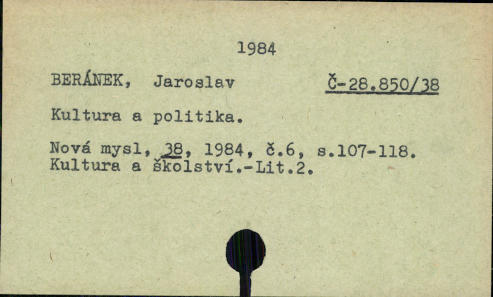 1984
BERÁNEK, Jaroslav Č-28.850/38
Kultura a politika.
Nová mysl, 38, 1984, č.6, s.107-118.
Kultura a školství.-Lit.2.